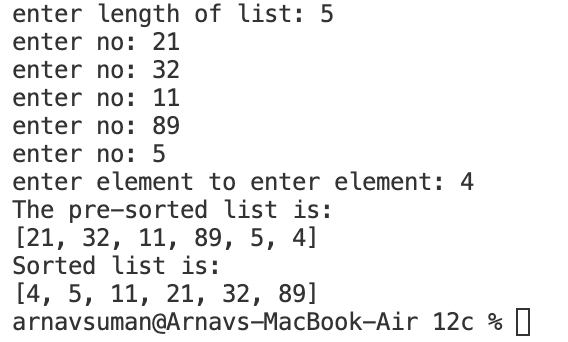 enter length of list: 5
enter no: 21
enter no: 32
enter no: 11
enter no: 89
enter no: 5
enter element to enter element: 4
The pre-sorted list is:
[21, 32, 11, 89, 5, 4]
Sorted list is:
[4, 5, 11, 21, 32, 89]
arnavsuman@Arnavs-MacBook-Air 12c %